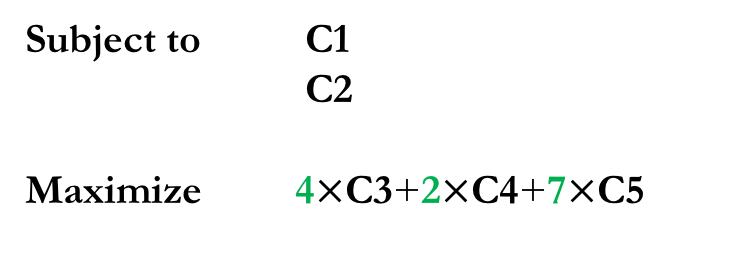 Subject to C1
C2
Maximize 4×C3+2×C4+7×C5